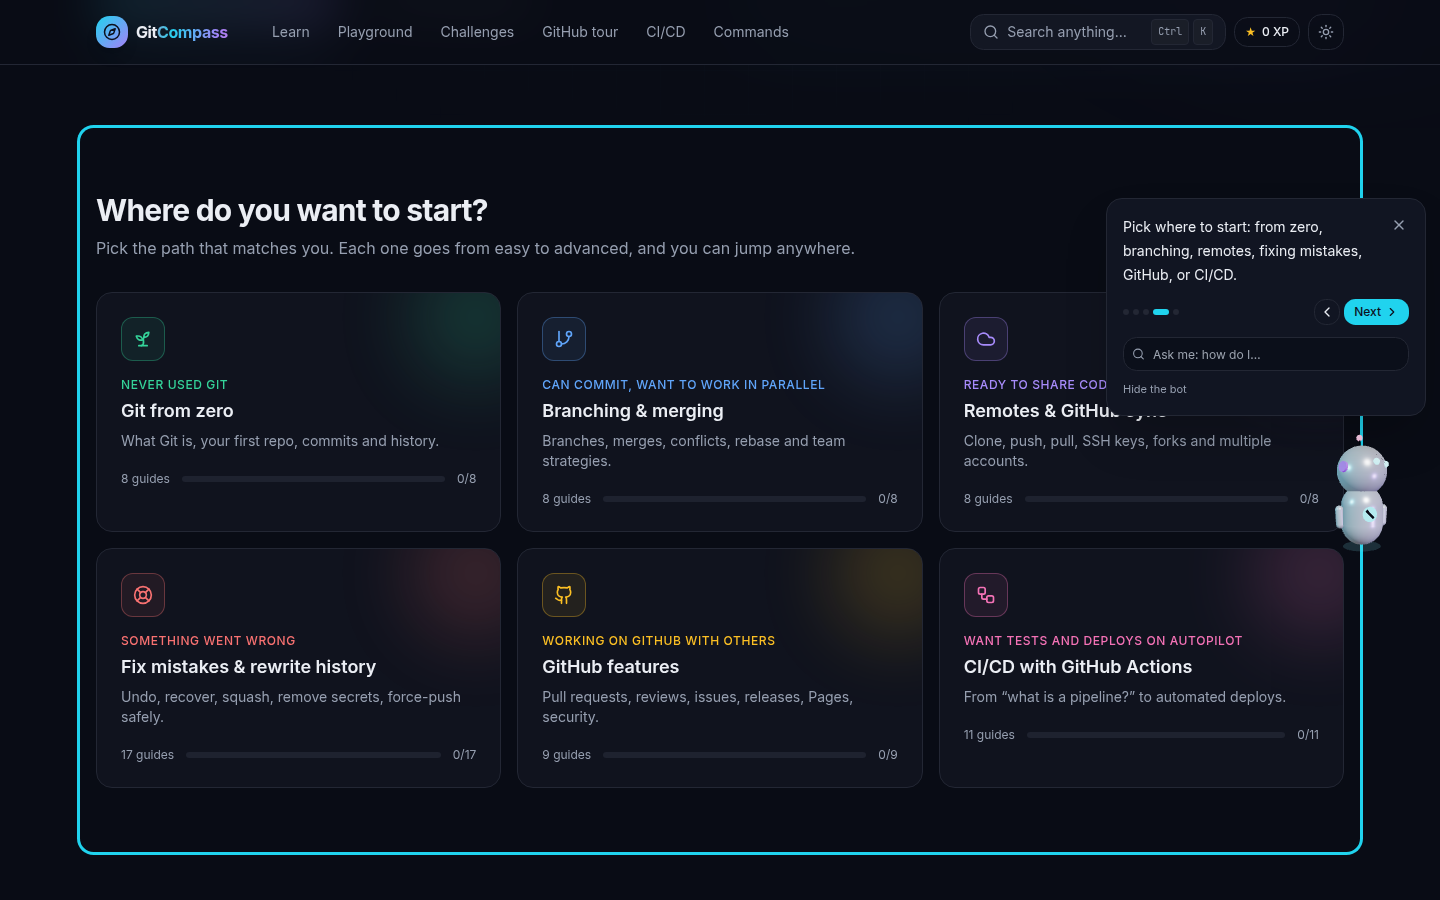 GitCompass
Learn
Playground
Challenges
GitHub tour
CI/CD
Commands
Search anything...
Ctrl
K
★ 0 XP
Where do you want to start?
Pick the path that matches you. Each one goes from easy to advanced, and you can jump anywhere.
Pick where to start: from zero,
branching, remotes, fixing mistakes,
GitHub, or CI/CD.
Next
Ask me: how do I...
Hide the bot
NEVER USED GIT
Git from zero
What Git is, your first repo, commits and history.
8 guides
0/8
CAN COMMIT, WANT TO WORK IN PARALLEL
Branching & merging
Branches, merges, conflicts, rebase and team
strategies.
8 guides
0/8
READY TO SHARE COD
Remotes & GitHub sync
Clone, push, pull, SSH keys, forks and multiple
accounts.
8 guides
0/8
SOMETHING WENT WRONG
Fix mistakes & rewrite history
Undo, recover, squash, remove secrets, force-push
safely.
17 guides
0/17
WORKING ON GITHUB WITH OTHERS
GitHub features
Pull requests, reviews, issues, releases, Pages,
security.
9 guides
0/9
WANT TESTS AND DEPLOYS ON AUTOPILOT
CI/CD with GitHub Actions
From “what is a pipeline?” to automated deploys.
11 guides
0/11